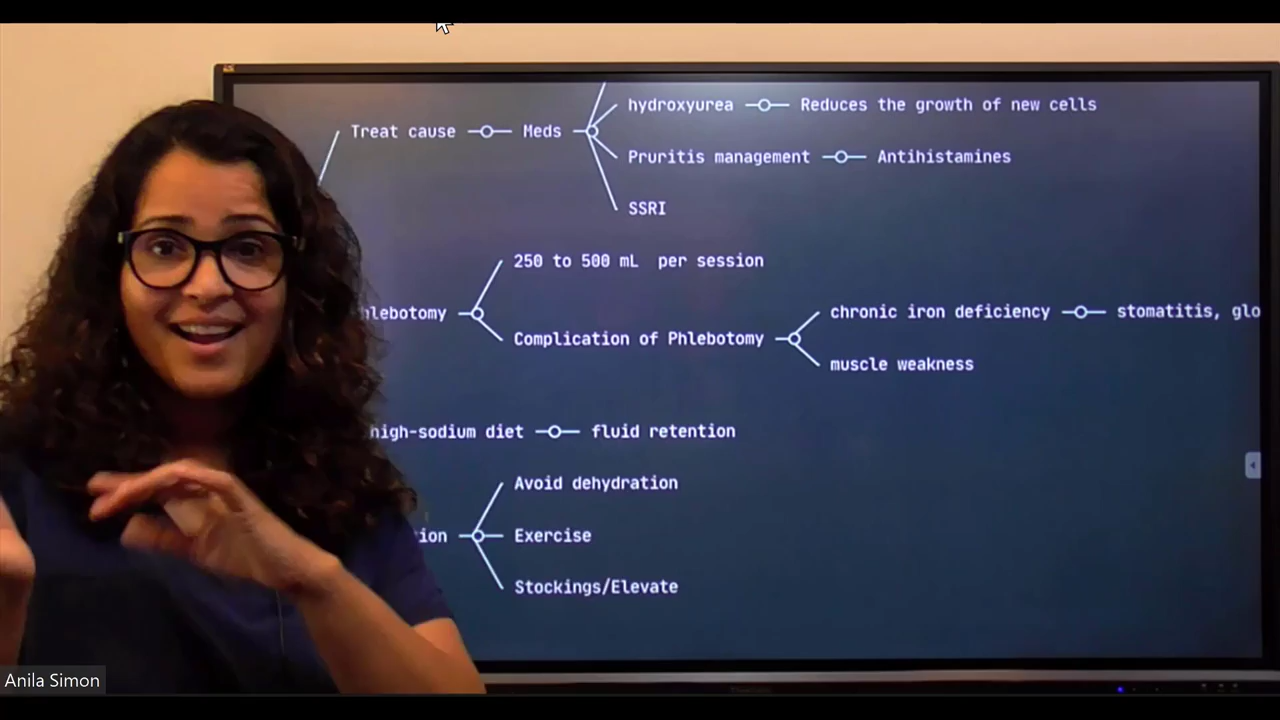 hydroxyurea Reduces the growth of new cells
Treat cause Meds
Pruritis management Antihistamines
SSRI
250 to 500 mL per session
hlebotomy
chronic iron deficiency stomatitis, glo
Complication of Phlebotomy
muscle weakness
high-sodium diet fluid retention
Avoid dehydration
ion Exercise
Stockings/Elevate
Anila Simon